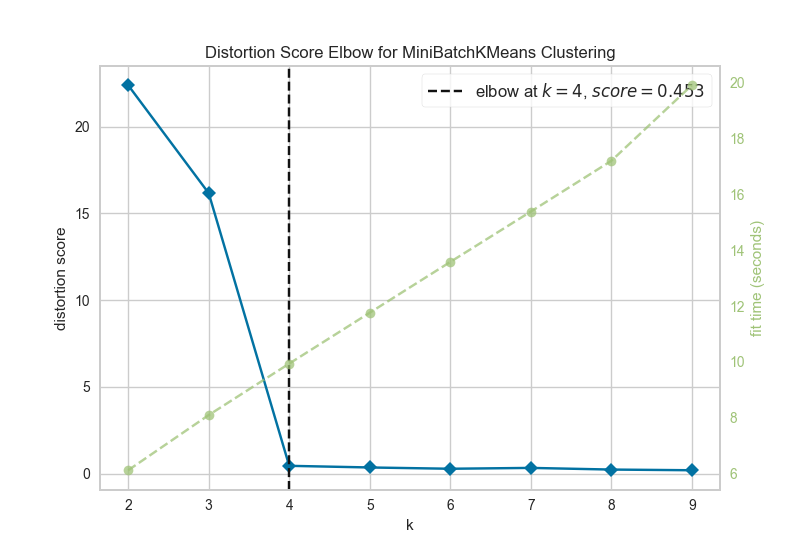 Distortion Score Elbow for MiniBatchKMeans Clustering
elbow at k = 4, score = 0.453
distortion score
20
15
10
5
0
20
18
16
14
12
10
8
6
fit time (seconds)
2 3 4 5 6 7 8 9
k